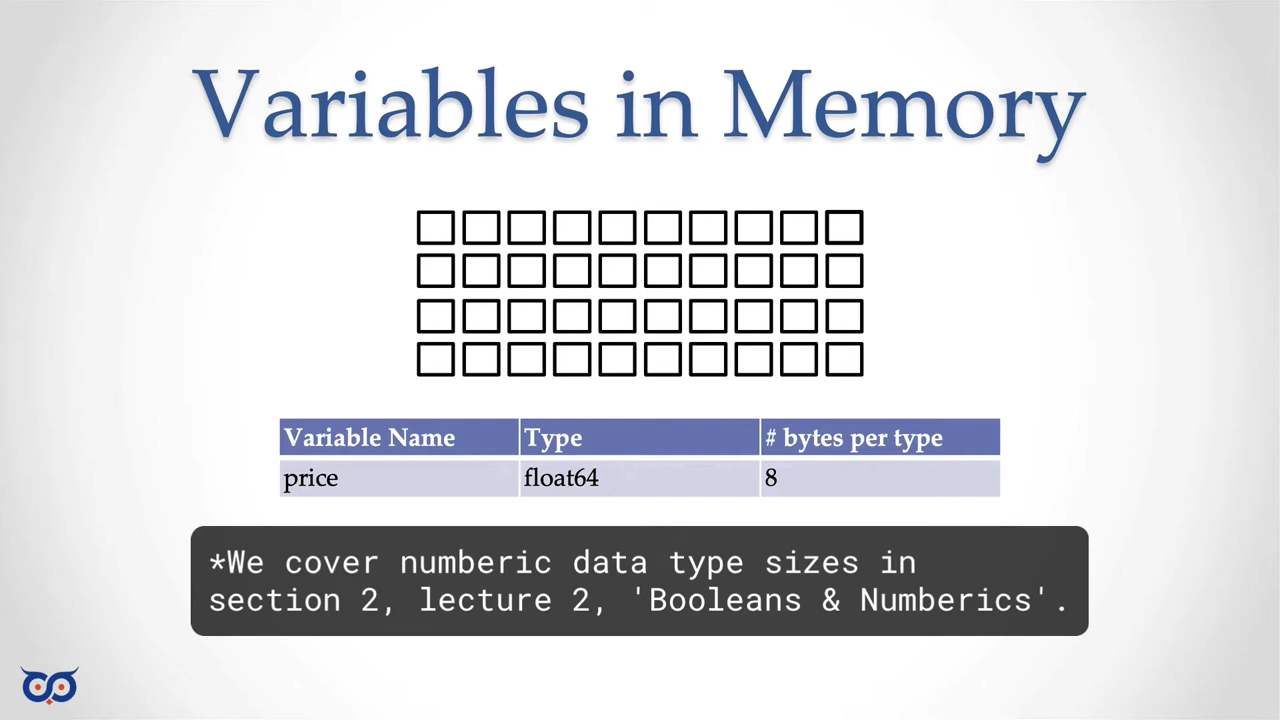 Variables in Memory
Variable Name Type # bytes per type
price float64 8
*We cover numberic data type sizes in
section 2, lecture 2, 'Booleans & Numberics'.